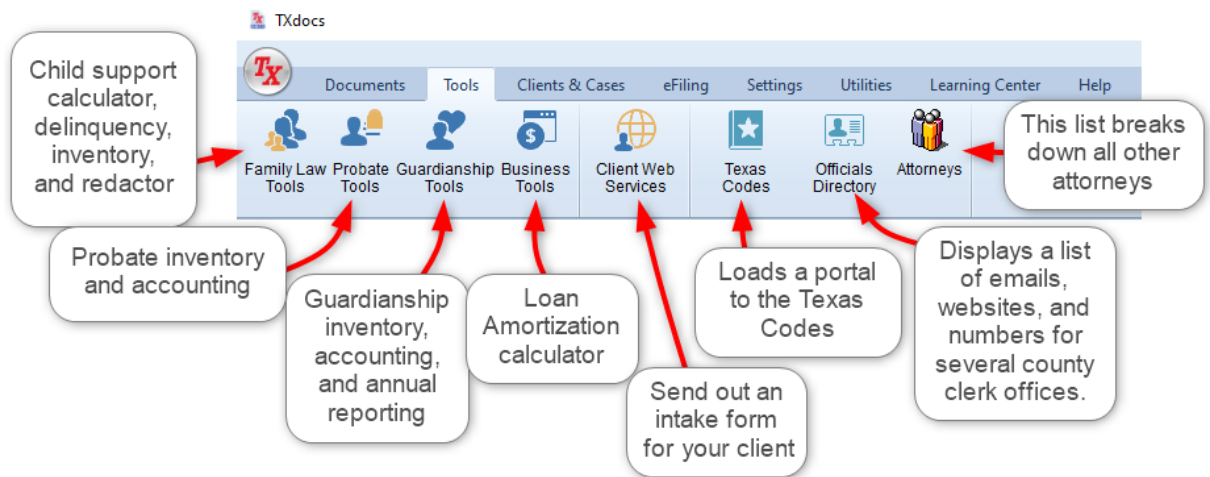 TXdocs
TX
Documents Tools Clients & Cases eFiling Settings Utilities Learning Center Help
Family Law
Tools
Probate
Tools
Guardianship
Tools
Business
Tools
Client Web
Services
Texas
Codes
Officials
Directory
Attorneys
Child support
calculator,
delinquency,
inventory,
and redactor
This list breaks
down all other
attorneys
Probate inventory
and accounting
Guardianship
inventory,
accounting,
and annual
reporting
Loan
Amortization
calculator
Send out an
intake form
for your client
Loads a portal
to the Texas
Codes
Displays a list
of emails,
websites, and
numbers for
several county
clerk offices.